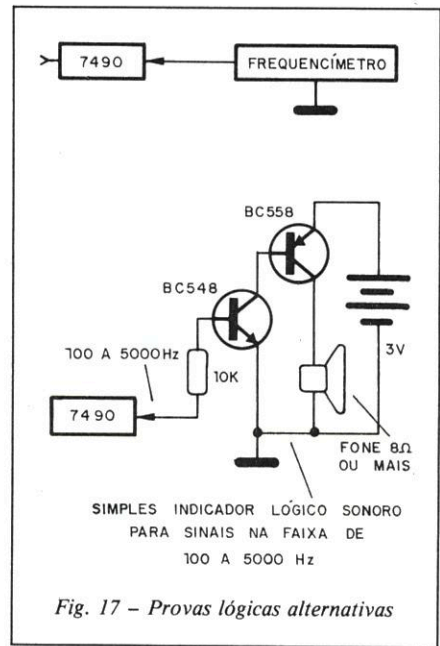 7490
FREQUENCÍMETRO
BC558
BC548
100 A 5000Hz
10K
3V
7490
FONE 8Ω
OU MAIS
SIMPLES INDICADOR LÓGICO SONORO
PARA SINAIS NA FAIXA DE
100 A 5000 Hz
Fig. 17 – Provas lógicas alternativas